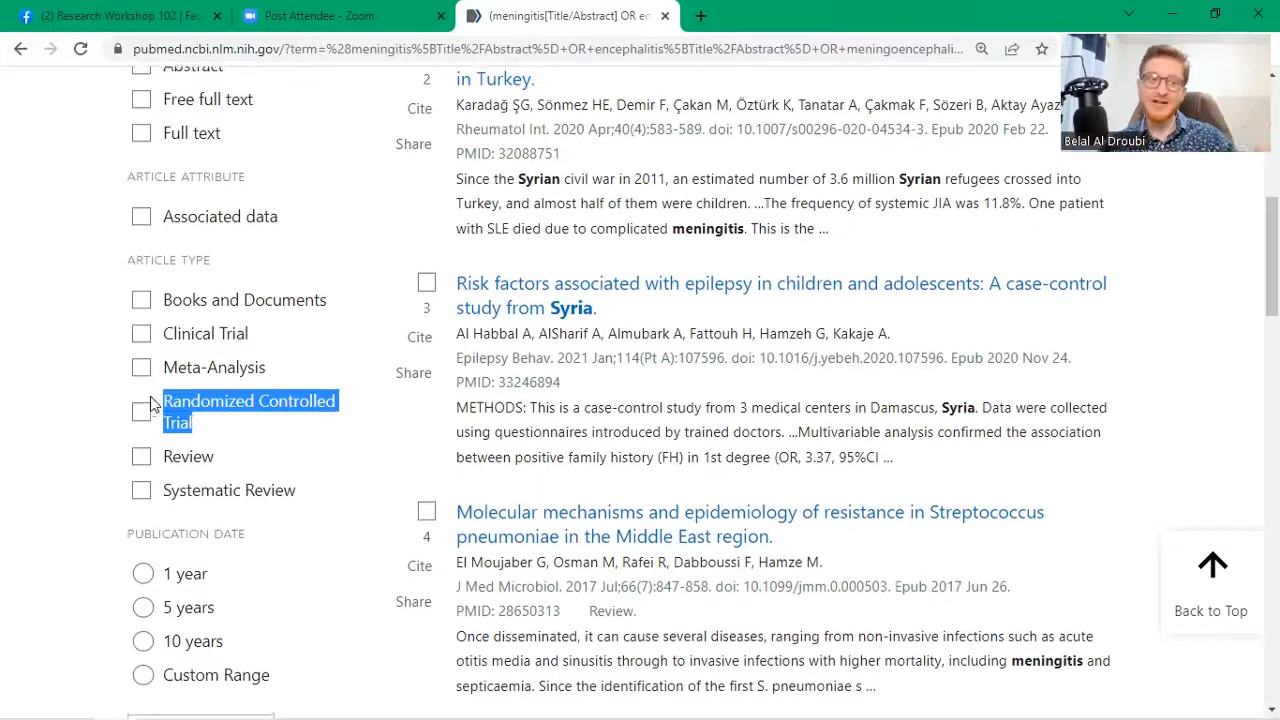 (2) Research Workshop 102 | Fac
Post Attendee - Zoom
(meningitis[Title/Abstract] OR en
pubmed.ncbi.nlm.nih.gov/?term=%28meningitis%5BTitle%2FAbstract%5D+OR+encephalitis%5BTitle%2FAbstract%5D+OR+meningoencephali...
Belal Al Droubi
Abstract
Free full text
Full text
ARTICLE ATTRIBUTE
Associated data
ARTICLE TYPE
Books and Documents
Clinical Trial
Meta-Analysis
Randomized Controlled
Trial
Review
Systematic Review
PUBLICATION DATE
1 year
5 years
10 years
Custom Range
2
Cite
Share
in Turkey.
Karadağ ŞG, Sönmez HE, Demir F, Çakan M, Öztürk K, Tanatar A, Çakmak F, Sözeri B, Aktay Ayaz
Rheumatol Int. 2020 Apr;40(4):583-589. doi: 10.1007/s00296-020-04534-3. Epub 2020 Feb 22.
PMID: 32088751
Since the Syrian civil war in 2011, an estimated number of 3.6 million Syrian refugees crossed into
Turkey, and almost half of them were children. ...The frequency of systemic JIA was 11.8%. One patient
with SLE died due to complicated meningitis. This is the ...
3
Cite
Share
Risk factors associated with epilepsy in children and adolescents: A case-control
study from Syria.
Al Habbal A, AlSharif A, Almubark A, Fattouh H, Hamzeh G, Kakaje A.
Epilepsy Behav. 2021 Jan;114(Pt A):107596. doi: 10.1016/j.yebeh.2020.107596. Epub 2020 Nov 24.
PMID: 33246894
METHODS: This is a case-control study from 3 medical centers in Damascus, Syria. Data were collected
using questionnaires introduced by trained doctors. ...Multivariable analysis confirmed the association
between positive family history (FH) in 1st degree (OR, 3.37, 95%CI ...
4
Cite
Share
Molecular mechanisms and epidemiology of resistance in Streptococcus
pneumoniae in the Middle East region.
El Moujaber G, Osman M, Rafei R, Dabboussi F, Hamze M.
J Med Microbiol. 2017 Jul;66(7):847-858. doi: 10.1099/jmm.0.000503. Epub 2017 Jun 26.
PMID: 28650313 Review.
Once disseminated, it can cause several diseases, ranging from non-invasive infections such as acute
otitis media and sinusitis through to invasive infections with higher mortality, including meningitis and
septicaemia. Since the identification of the first S. pneumoniae s ...
Back to Top